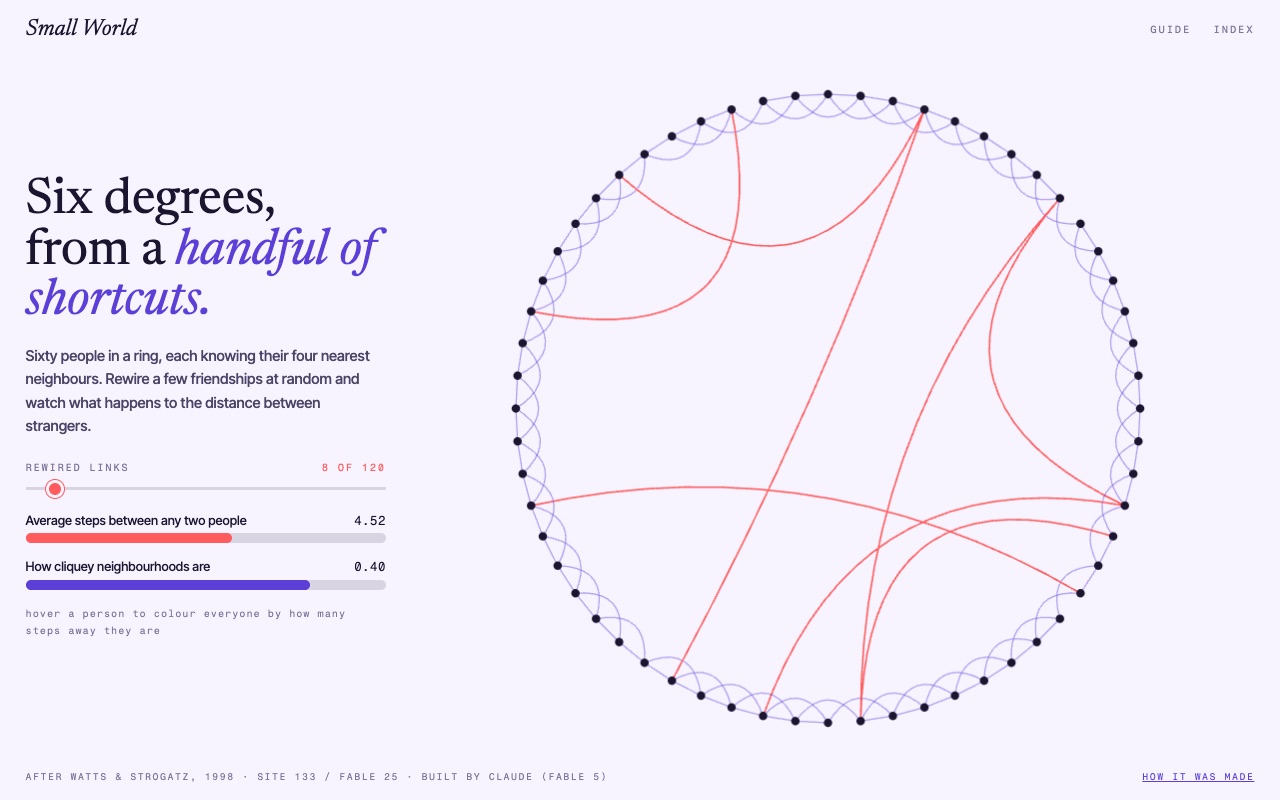 Small World
GUIDE INDEX
Six degrees,
from a handful of
shortcuts.
Sixty people in a ring, each knowing their four nearest
neighbours. Rewire a few friendships at random and
watch what happens to the distance between
strangers.
REWIRED LINKS 8 OF 120
Average steps between any two people 4.52
How cliquey neighbourhoods are 0.40
hover a person to colour everyone by how many
steps away they are
AFTER WATTS & STROGATZ, 1998 · SITE 133 / FABLE 25 · BUILT BY CLAUDE (FABLE 5)
HOW IT WAS MADE